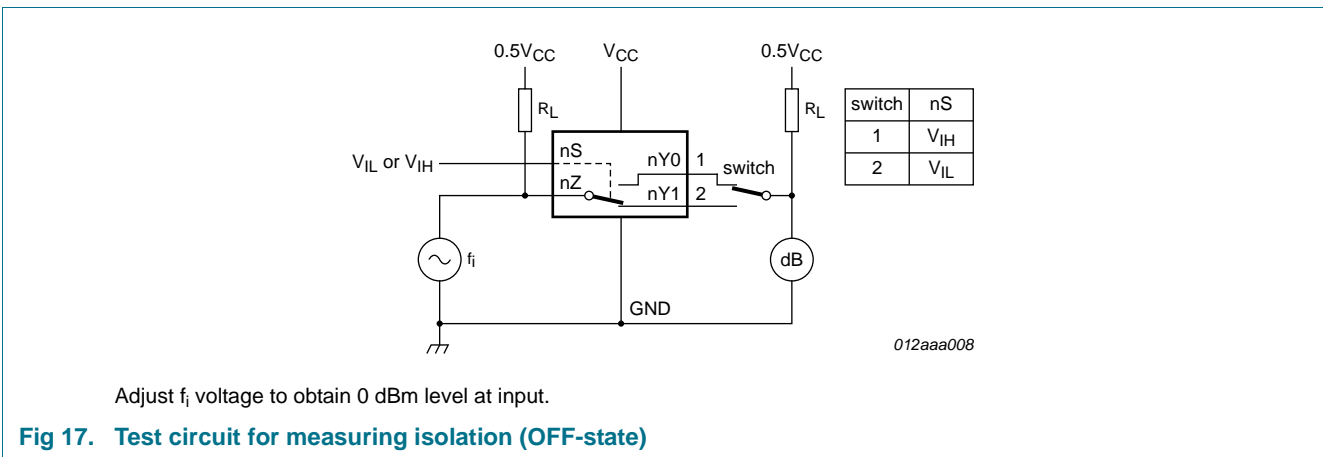 0.5VCC VCC 0.5VCC
RL RL
switch nS
1 VIH
2 VIL
VIL or VIH
nS nY0 1 switch
nZ nY1 2
fi dB
GND
012aaa008
Adjust fi voltage to obtain 0 dBm level at input.
Fig 17. Test circuit for measuring isolation (OFF-state)